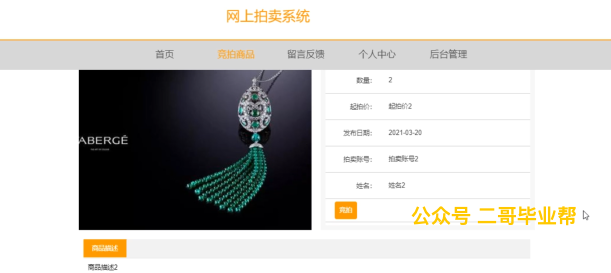 网上拍卖系统
首页 竞拍商品 留言反馈 个人中心 后台管理
ABERGÉ
数量： 2
起拍价： 起拍价2
发布日期： 2021-03-20
拍卖账号： 拍卖账号2
姓名： 姓名2
竞拍
公众号 二哥毕业帮
商品描述
商品描述2